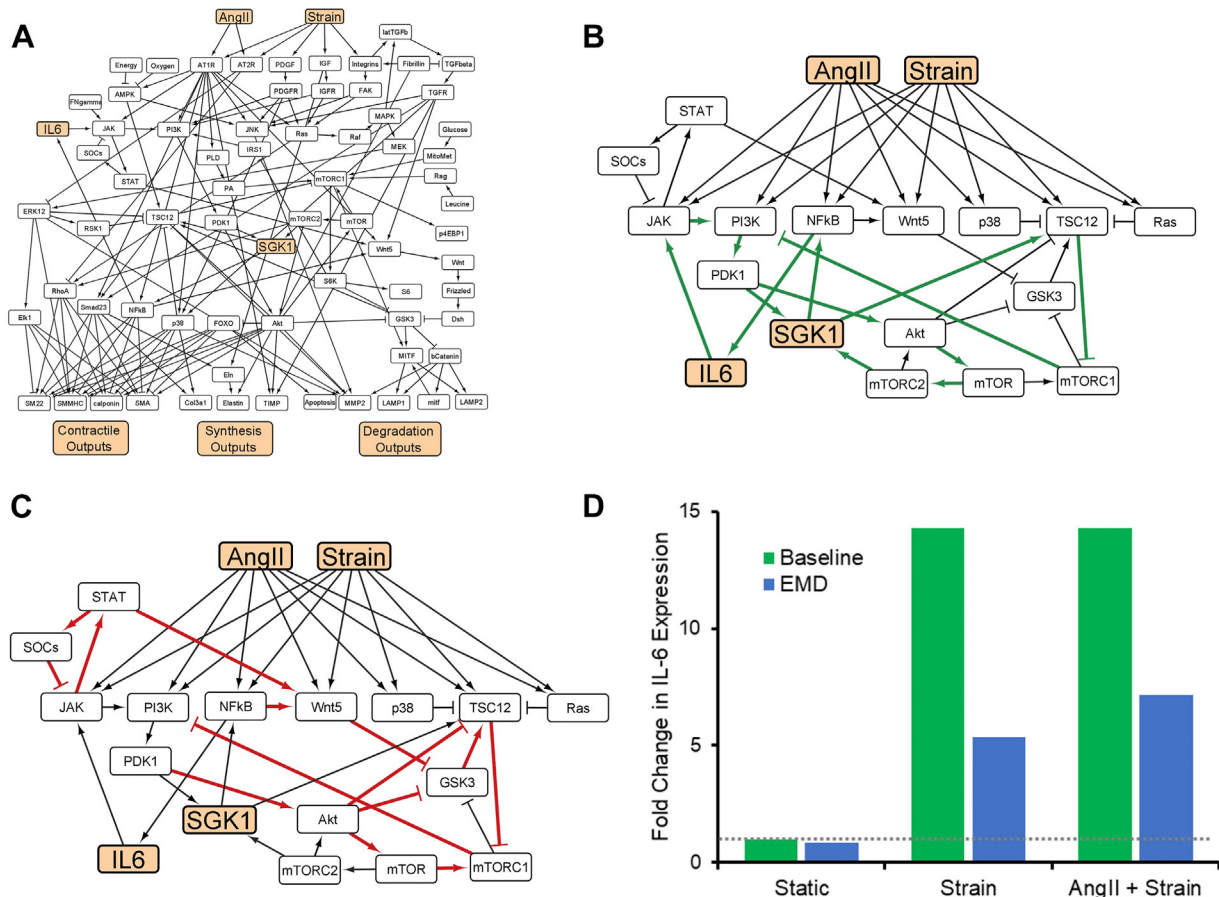 A
AngII
Strain
latTGFb
Energy
Oxygen
AT1R
AT2R
PDGF
IGF
Integrins
Fibrillin
TGFbeta
AMPK
PDGFR
IGFR
FAK
TGFR
FNgamma
MAPK
IL6
JAK
PI3K
JNK
Ras
Raf
Glucose
SOCs
PLD
IRS1
MEK
MitoMet
STAT
PA
mTORC1
Rag
Leucine
ERK12
RSK1
TSC12
PDK1
mTORC2
mTOR
p4EBP1
SGK1
Wnt5
Wnt
RhoA
S6K
S6
Frizzled
Smad23
NFkB
Elk1
p38
FOXO
Akt
GSK3
Dsh
Eln
MITF
bCatenin
SM22
SMMHC
calponin
SMA
Col3a1
Elastin
TIMP
Apoptosis
MMP2
LAMP1
mitf
LAMP2
Contractile
Outputs
Synthesis
Outputs
Degradation
Outputs
B
AngII
Strain
STAT
SOCs
JAK
PI3K
NFkB
Wnt5
p38
TSC12
Ras
PDK1
GSK3
SGK1
Akt
IL6
mTORC2
mTOR
mTORC1
C
AngII
Strain
STAT
SOCs
JAK
PI3K
NFkB
Wnt5
p38
TSC12
Ras
PDK1
GSK3
SGK1
Akt
IL6
mTORC2
mTOR
mTORC1
D
Fold Change in IL-6 Expression
15
10
5
0
Baseline
EMD
Static
Strain
AngII + Strain